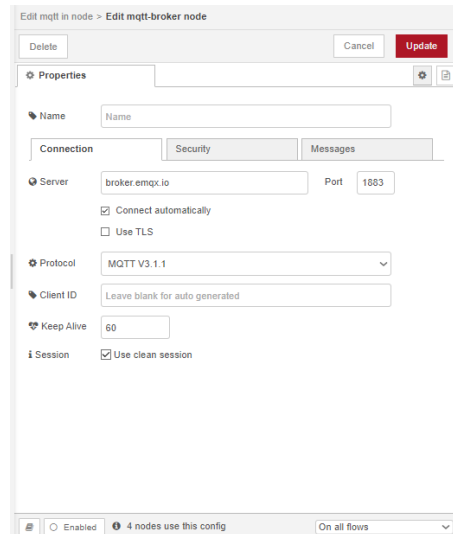 Edit mqtt in node > Edit mqtt-broker node
Delete Cancel Update
Properties
Name Name
Connection Security Messages
Server broker.emqx.io Port 1883
Connect automatically
Use TLS
Protocol MQTT V3.1.1
Client ID Leave blank for auto generated
Keep Alive 60
Session Use clean session
Enabled 4 nodes use this config On all flows